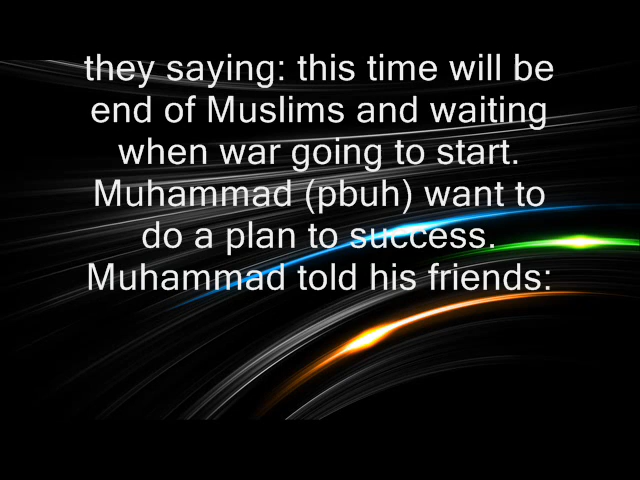 they saying: this time will be
end of Muslims and waiting
when war going to start.
Muhammad (pbuh) want to
do a plan to success.
Muhammad told his friends: